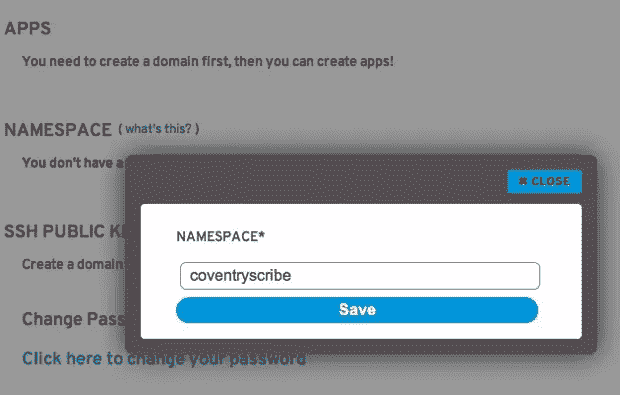 APPS
You need to create a domain first, then you can create apps!
NAMESPACE ( what's this? )
You don't have a
✖ CLOSE
SSH PUBLIC K
NAMESPACE*
coventryscribe
Create a domain
Save
Change Pass
Click here to change your password